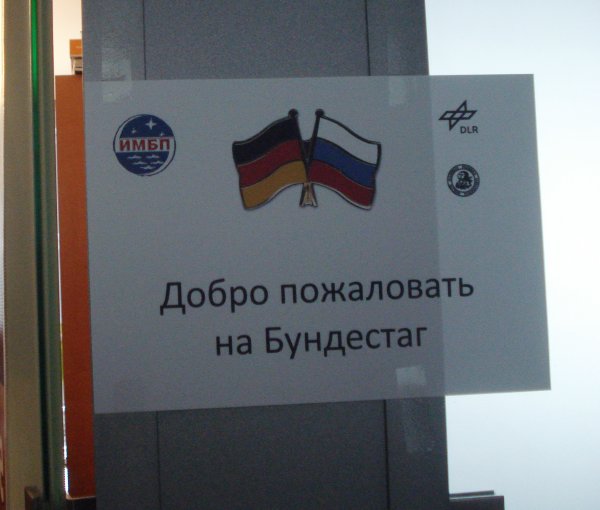 ИМБП
DLR
Добро пожаловать
на Бундестаг